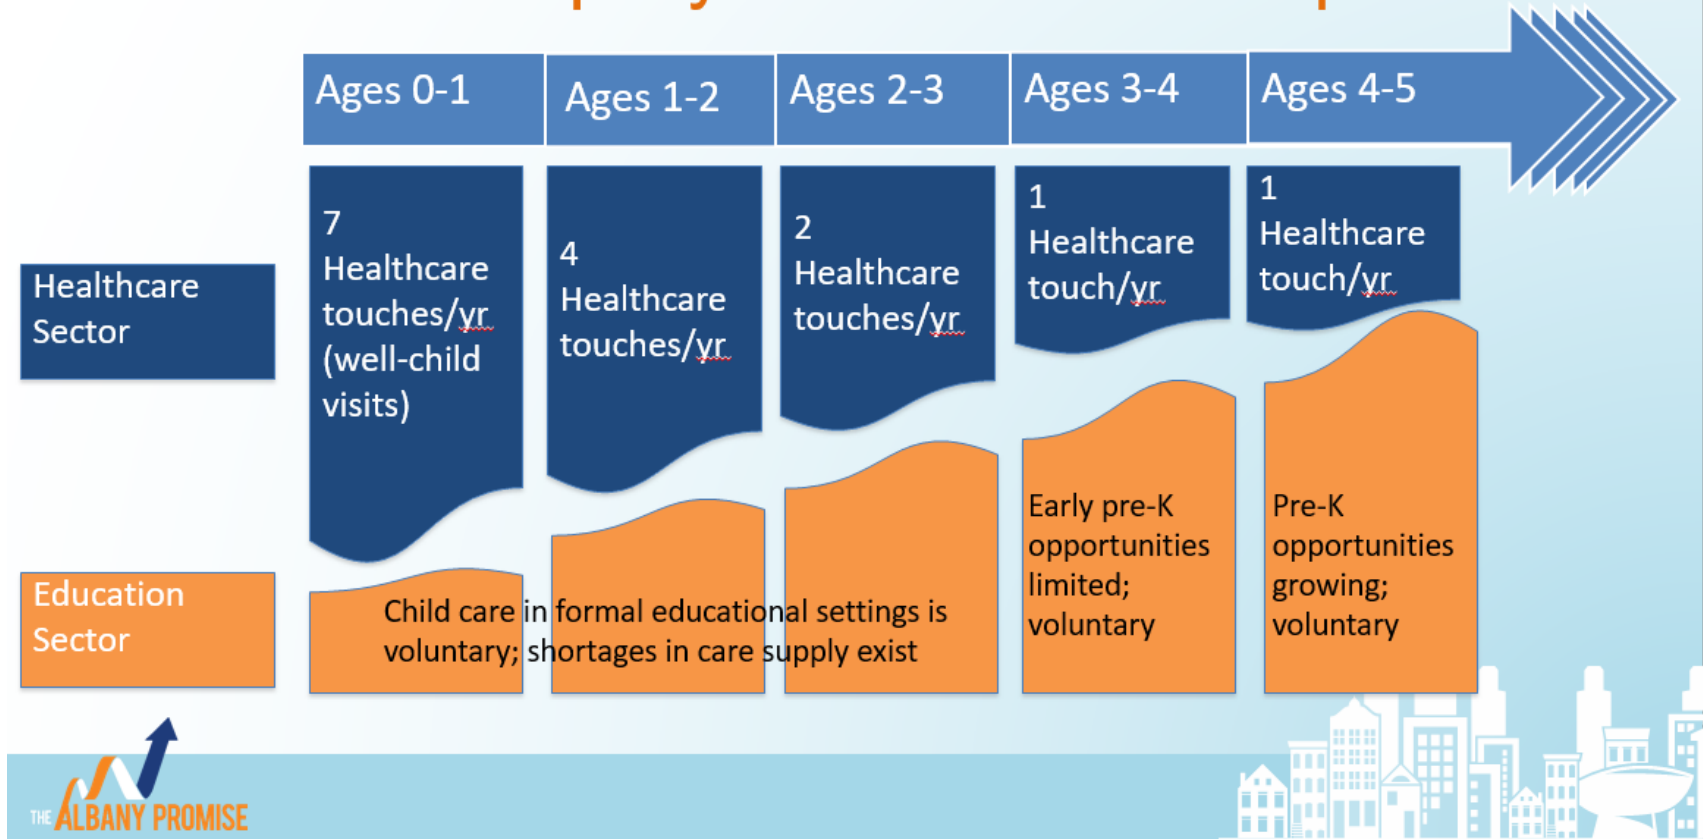 Ages 0-1
Ages 1-2
Ages 2-3
Ages 3-4
Ages 4-5
Healthcare
Sector
7
Healthcare
touches/yr
(well-child
visits)
4
Healthcare
touches/yr
2
Healthcare
touches/yr
1
Healthcare
touch/yr
1
Healthcare
touch/yr
Education
Sector
Child care in formal educational settings is
voluntary; shortages in care supply exist
Early pre-K
opportunities
limited;
voluntary
Pre-K
opportunities
growing;
voluntary
THE ALBANY PROMISE